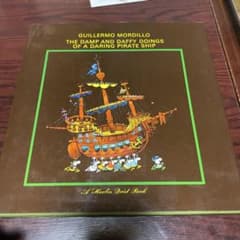 GUILLERMO MORDILLO
THE DAMP AND DAFFY DOINGS
OF A DARING PIRATE SHIP
A Harlin Quist Book